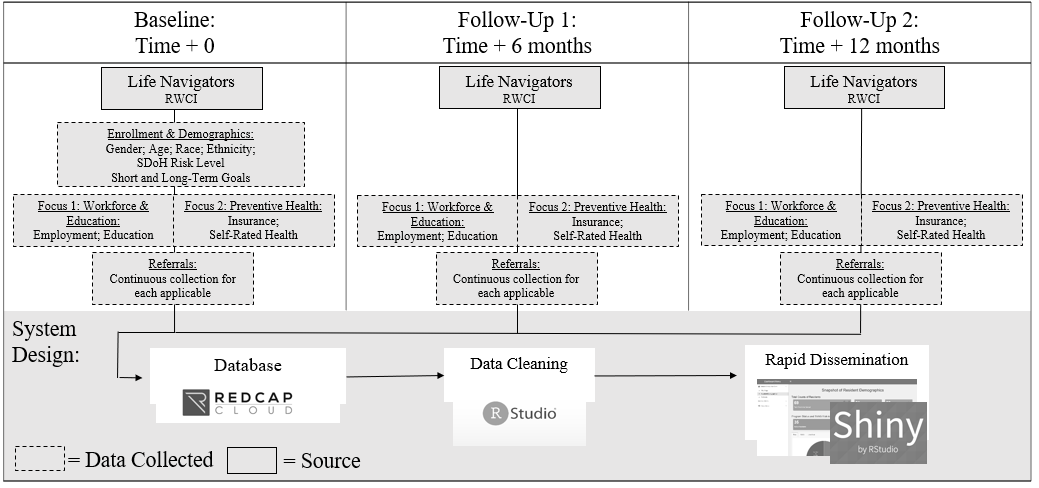 Baseline:
Time + 0
Follow-Up 1:
Time + 6 months
Follow-Up 2:
Time + 12 months
Life Navigators
RWCI
Enrollment & Demographics:
Gender; Age; Race; Ethnicity;
SDoH Risk Level
Short and Long-Term Goals
Focus 1: Workforce &
Education:
Employment; Education
Focus 2: Preventive Health:
Insurance;
Self-Rated Health
Referrals:
Continuous collection for
each applicable
Life Navigators
RWCI
Focus 1: Workforce &
Education:
Employment; Education
Focus 2: Preventive Health:
Insurance;
Self-Rated Health
Referrals:
Continuous collection for
each applicable
Life Navigators
RWCI
Focus 1: Workforce &
Education:
Employment; Education
Focus 2: Preventive Health:
Insurance;
Self-Rated Health
Referrals:
Continuous collection for
each applicable
System
Design:
Database
REDCAP
CLOUD
Data Cleaning
R Studio
Rapid Dissemination
Snapshot of Resident Demographics
Shiny
by RStudio
= Data Collected
= Source